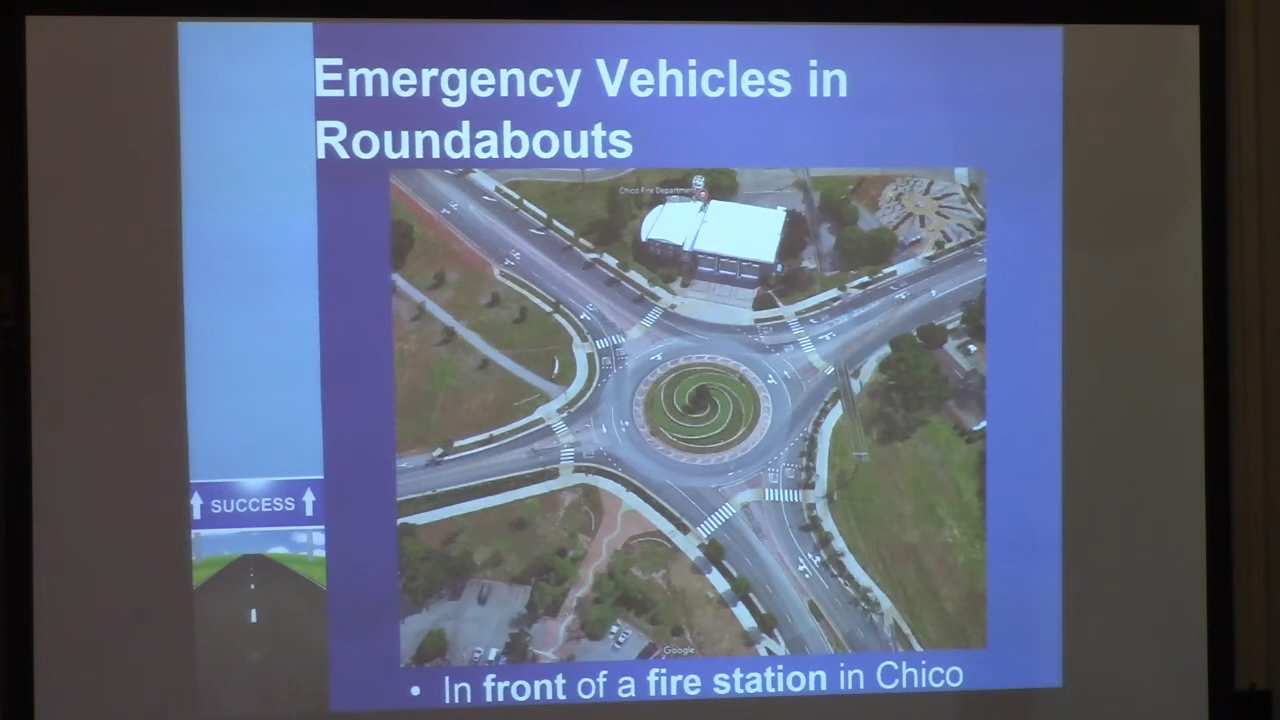 Emergency Vehicles in
Roundabouts
Chico Fire Department
SUCCESS
Google
• In front of a fire station in Chico